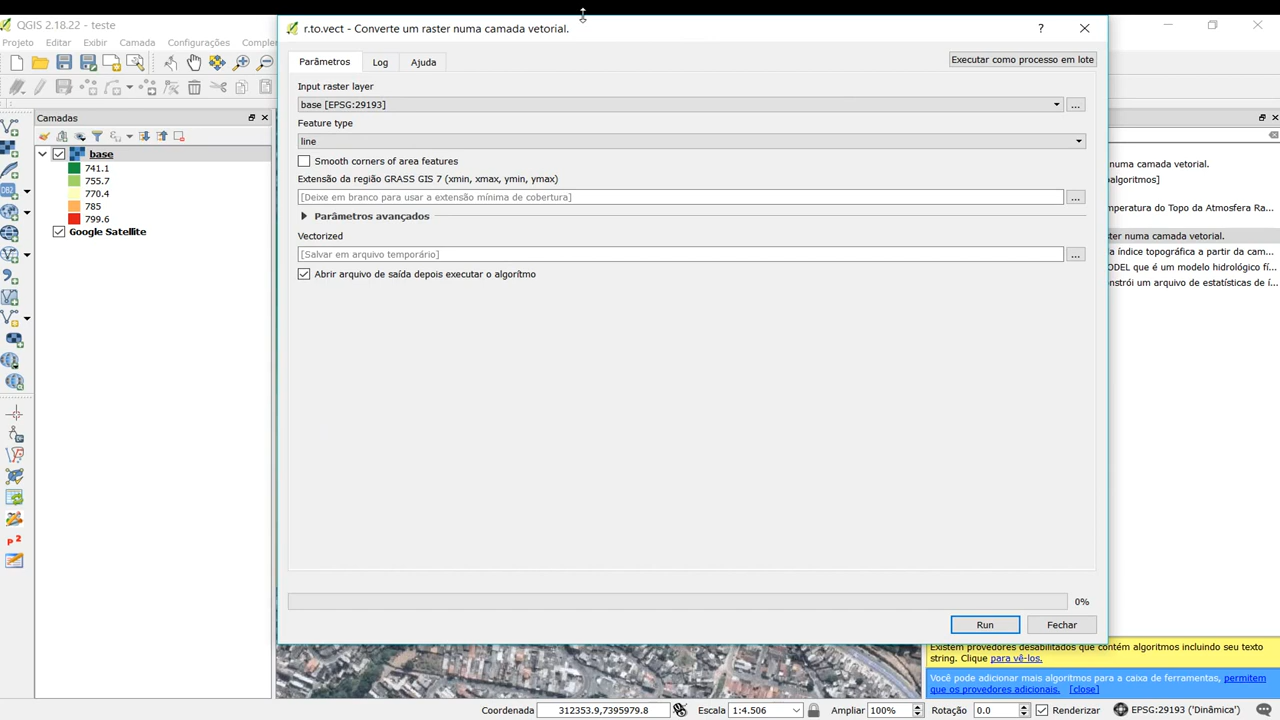 QGIS 2.18.22 - teste
Projeto Editar Exibir Camada Configurações Complem
Camadas
base
741.1
755.7
770.4
785
799.6
Google Satellite
r.to.vect - Converte um raster numa camada vetorial.
?
Parâmetros Log Ajuda
Executar como processo em lote
Input raster layer
base [EPSG:29193]
...
Feature type
line
Smooth corners of area features
Extensão da região GRASS GIS 7 (xmin, xmax, ymin, ymax)
[Deixe em branco para usar a extensão mínima de cobertura]
...
Parâmetros avançados
Vectorized
[Salvar em arquivo temporário]
...
Abrir arquivo de saída depois executar o algorítmo
0%
Run Fechar
numa camada vetorial.
algoritmos]
mperatura do Topo da Atmosfera Ra...
ter numa camada vetorial.
a índice topográfica a partir da cam...
ODEL que é um modelo hidrológico fí...
nstrói um arquivo de estatísticas de í...
Existem provedores desabilitados que contém algoritmos incluindo seu texto
string. Clique para vê-los.
Você pode adicionar mais algoritmos para a caixa de ferramentas, permitem
que os provedores adicionais. [close]
Coordenada 312353.9,7395979.8 Escala 1:4.506 Ampliar 100% Rotação 0.0 Renderizar EPSG:29193 ('Dinâmica')